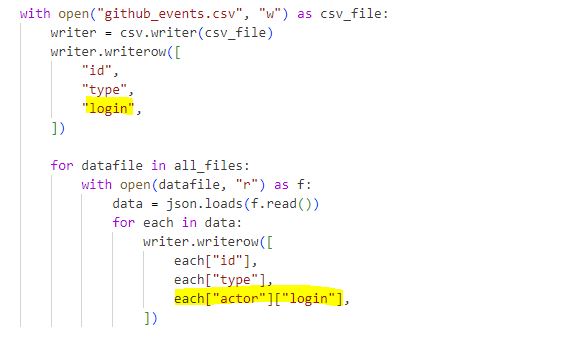 with open("github_events.csv", "w") as csv_file:
    writer = csv.writer(csv_file)
    writer.writerow([
        "id",
        "type",
        "login",
    ])

    for datafile in all_files:
        with open(datafile, "r") as f:
            data = json.loads(f.read())
            for each in data:
                writer.writerow([
                    each["id"],
                    each["type"],
                    each["actor"]["login"],
                ])